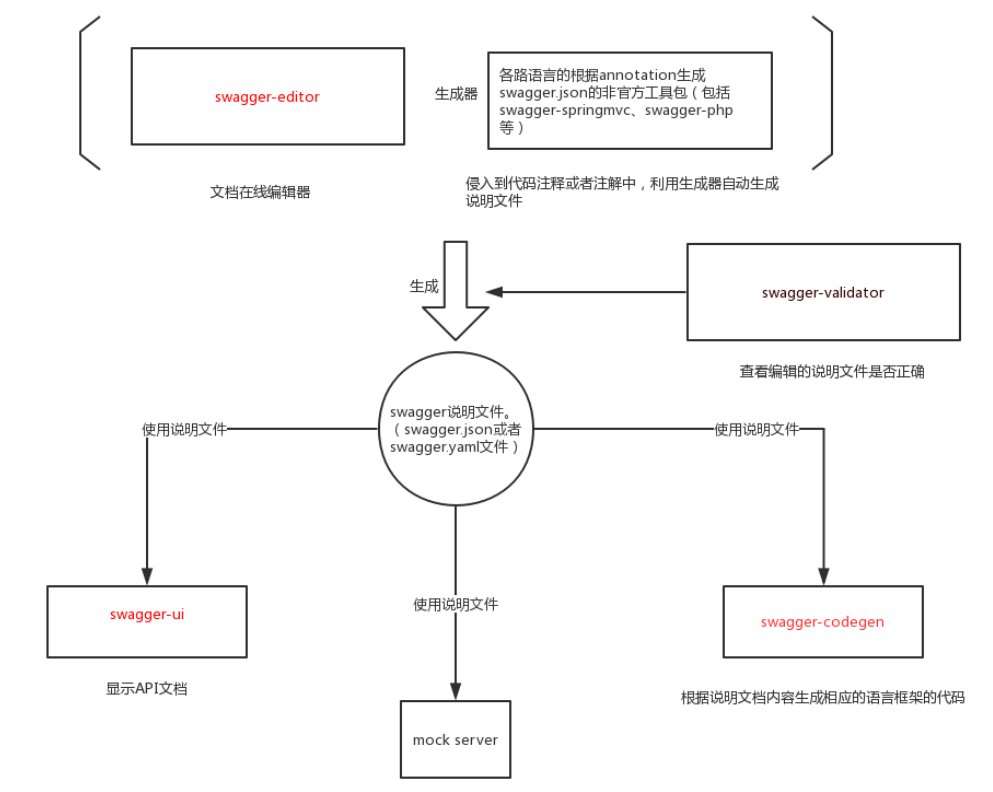 swagger-editor
生成器
各路语言的根据annotation生成
swagger.json的非官方工具包（包括
swagger-springmvc、swagger-php
等）
文档在线编辑器
侵入到代码注释或者注解中，利用生成器自动生成
说明文件
生成
swagger-validator
查看编辑的说明文件是否正确
swagger说明文件。
（swagger.json或者
swagger.yaml文件）
使用说明文件
使用说明文件
使用说明文件
swagger-ui
swagger-codegen
显示API文档
根据说明文档内容生成相应的语言框架的代码
mock server